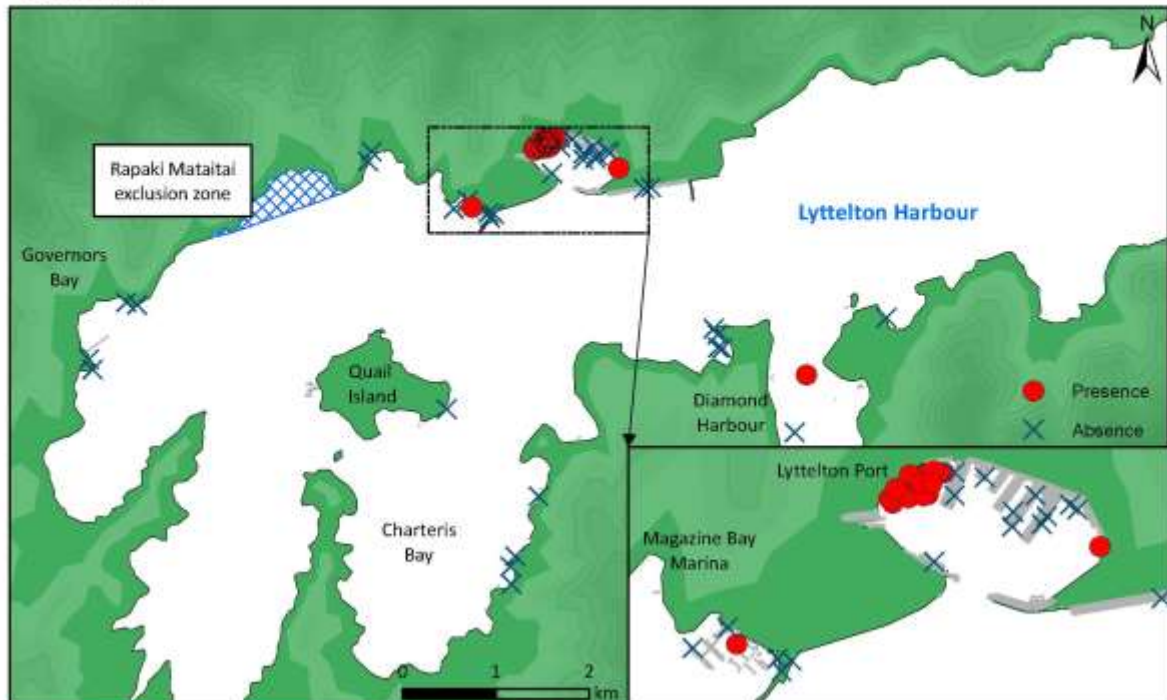 N
Rapaki Mataitai
exclusion zone
Lyttelton Harbour
Governors
Bay
Quail
Island
Diamond
Harbour
Presence
Absence
Lyttelton Port
Charteris
Bay
Magazine Bay
Marina
0 1 2
km